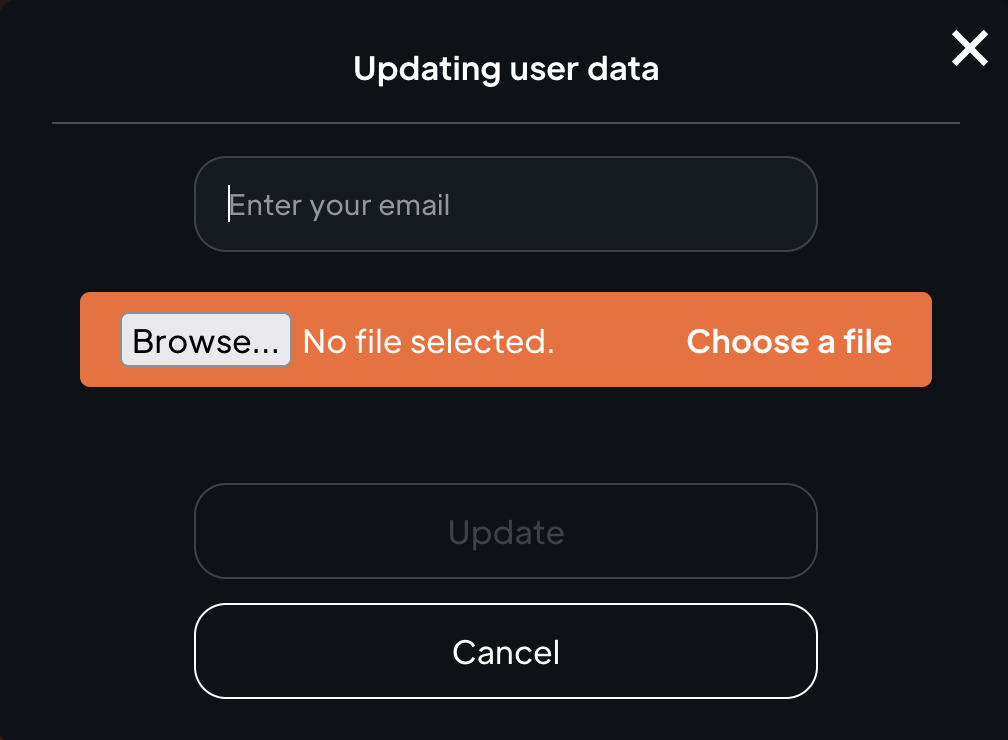 Updating user data
Enter your email
Browse... No file selected. Choose a file
Update
Cancel